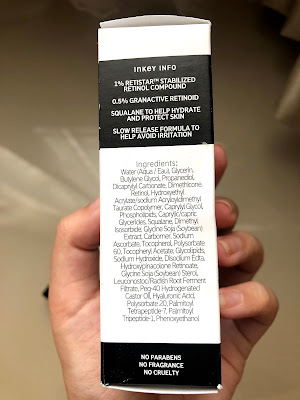 INKEY INFO
1% RETISTAR™ STABILIZED
RETINOL COMPOUND
0.5% GRANACTIVE RETINOID
SQUALANE TO HELP HYDRATE
AND PROTECT SKIN
SLOW RELEASE FORMULA TO
HELP AVOID IRRITATION
Ingredients:
Water (Aqua / Eau), Glycerin,
Butylene Glycol, Propanediol,
Dicaprylyl Carbonate, Dimethicone,
Retinol, Hydroxyethyl
Acrylate/sodium Acryloyldimethyl
Taurate Copolymer, Caprylyl Glycol,
Phospholipids, Caprylic/capric
Glycerides, Squalane, Dimethyl
Isosorbide, Glycine Soja (Soybean)
Extract, Carbomer, Sodium
Ascorbate, Tocopherol, Polysorbate
60, Tocopheryl Acetate, Glycolipids,
Sodium Hydroxide, Disodium Edta,
Hydroxypinacolone Retinoate,
Glycine Soja (Soybean) Sterol,
Leuconostoc/Radish Root Ferment
Filtrate, Peg-40 Hydrogenated
Castor Oil, Hyaluronic Acid,
Polysorbate 20, Palmitoyl
Tetrapeptide-7, Palmitoyl
Tripeptide-1, Phenoxyethanol
NO PARABENS
NO FRAGRANCE
NO CRUELTY